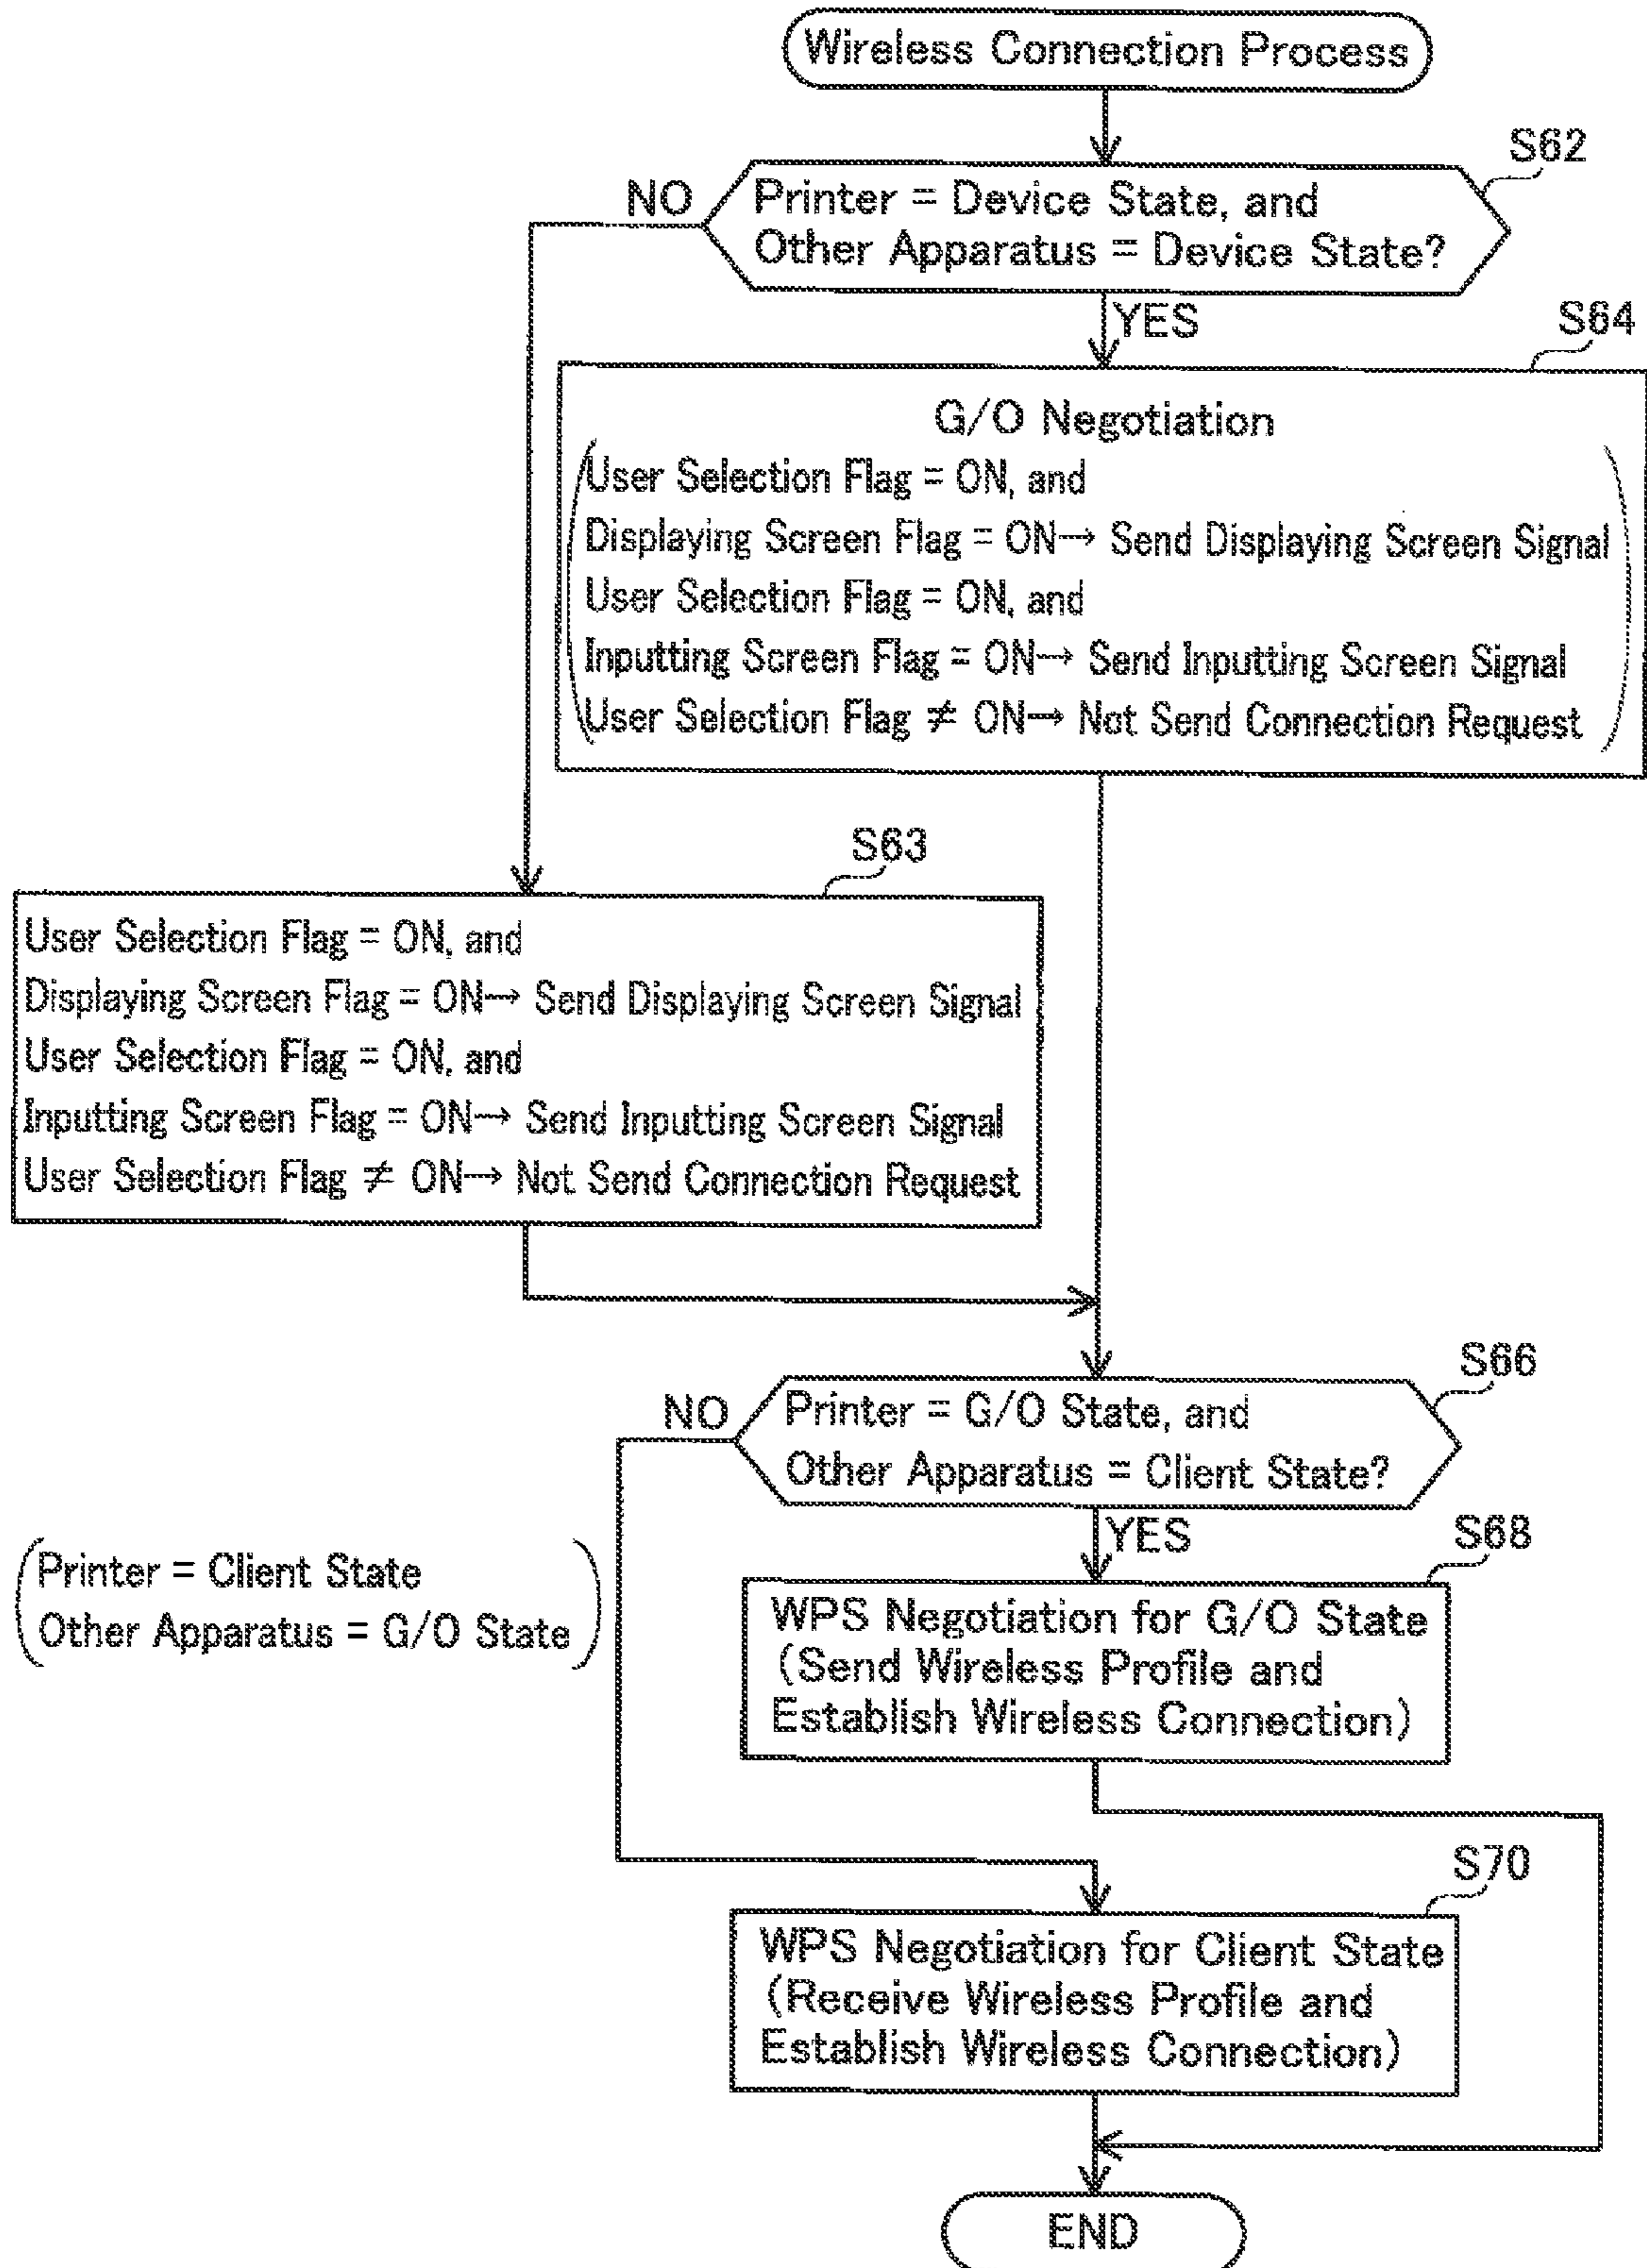 Wireless Connection Process
S62
NO
Printer = Device State, and
Other Apparatus = Device State?
YES
S64
G/O Negotiation
User Selection Flag = ON, and
Displaying Screen Flag = ON→ Send Displaying Screen Signal
User Selection Flag = ON, and
Inputting Screen Flag = ON→ Send Inputting Screen Signal
User Selection Flag ≠ ON→ Not Send Connection Request
S63
User Selection Flag = ON, and
Displaying Screen Flag = ON→ Send Displaying Screen Signal
User Selection Flag = ON, and
Inputting Screen Flag = ON→ Send Inputting Screen Signal
User Selection Flag ≠ ON→ Not Send Connection Request
S66
NO
Printer = G/O State, and
Other Apparatus = Client State?
YES
S68
(Printer = Client State
Other Apparatus = G/O State)
WPS Negotiation for G/O State
(Send Wireless Profile and
Establish Wireless Connection)
S70
WPS Negotiation for Client State
(Receive Wireless Profile and
Establish Wireless Connection)
END